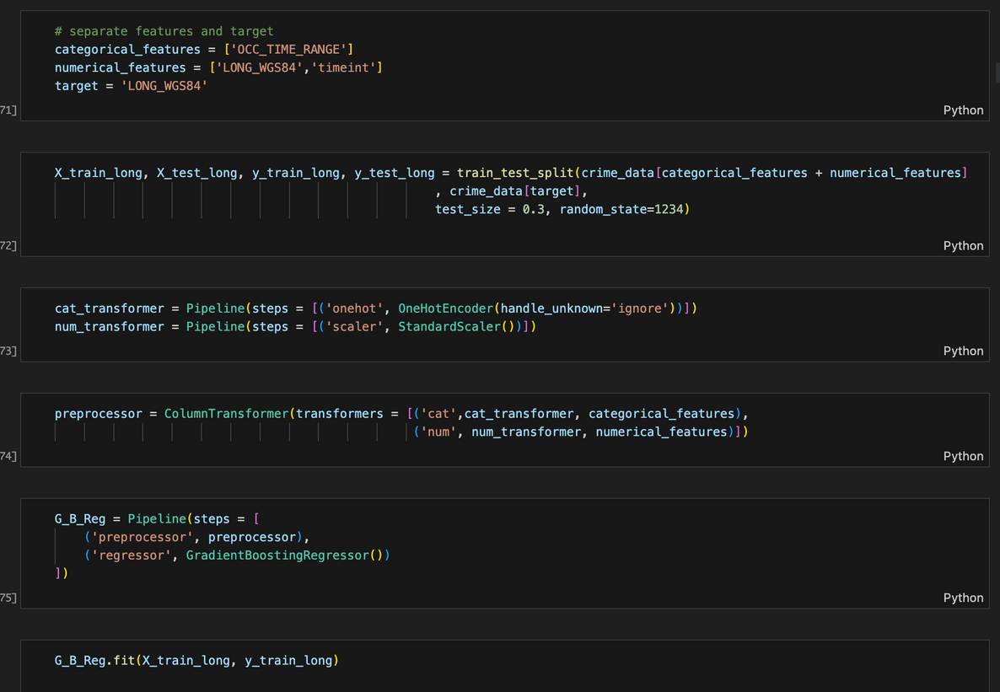 # separate features and target
categorical_features = ['OCC_TIME_RANGE']
numerical_features = ['LONG_WGS84','timeint']
target = 'LONG_WGS84'
71]
Python
X_train_long, X_test_long, y_train_long, y_test_long = train_test_split(crime_data[categorical_features + numerical_features]
, crime_data[target],
test_size = 0.3, random_state=1234)
72]
Python
cat_transformer = Pipeline(steps = [('onehot', OneHotEncoder(handle_unknown='ignore'))])
num_transformer = Pipeline(steps = [('scaler', StandardScaler())])
73]
Python
preprocessor = ColumnTransformer(transformers = [('cat',cat_transformer, categorical_features),
('num', num_transformer, numerical_features)])
74]
Python
G_B_Reg = Pipeline(steps = [
('preprocessor', preprocessor),
('regressor', GradientBoostingRegressor())
])
75]
Python
G_B_Reg.fit(X_train_long, y_train_long)